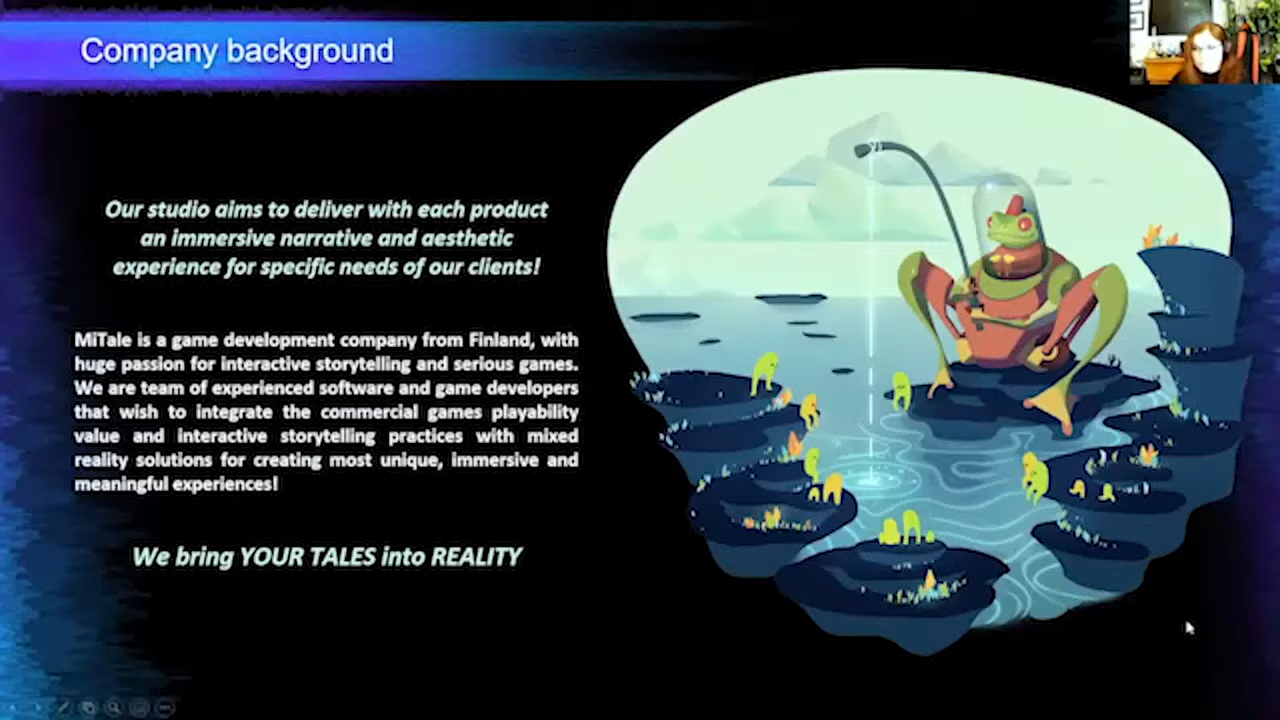 Company background
Our studio aims to deliver with each product
an immersive narrative and aesthetic
experience for specific needs of our clients!
MiTale is a game development company from Finland, with
huge passion for interactive storytelling and serious games.
We are team of experienced software and game developers
that wish to integrate the commercial games playability
value and interactive storytelling practices with mixed
reality solutions for creating most unique, immersive and
meaningful experiences!
We bring YOUR TALES into REALITY